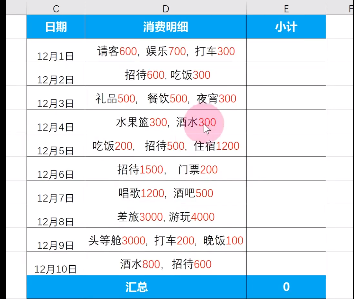 C D E
日期 消费明细 小计
12月1日 请客600, 娱乐700, 打车300
12月2日 招待600, 吃饭300
12月3日 礼品500, 餐饮500, 夜宵300
12月4日 水果篮300, 酒水300
12月5日 吃饭200, 招待500, 住宿1200
12月6日 招待1500, 门票200
12月7日 唱歌1200, 酒吧500
12月8日 差旅3000, 游玩4000
12月9日 头等舱3000, 打车200, 晚饭100
12月10日 酒水800, 招待600
汇总 0